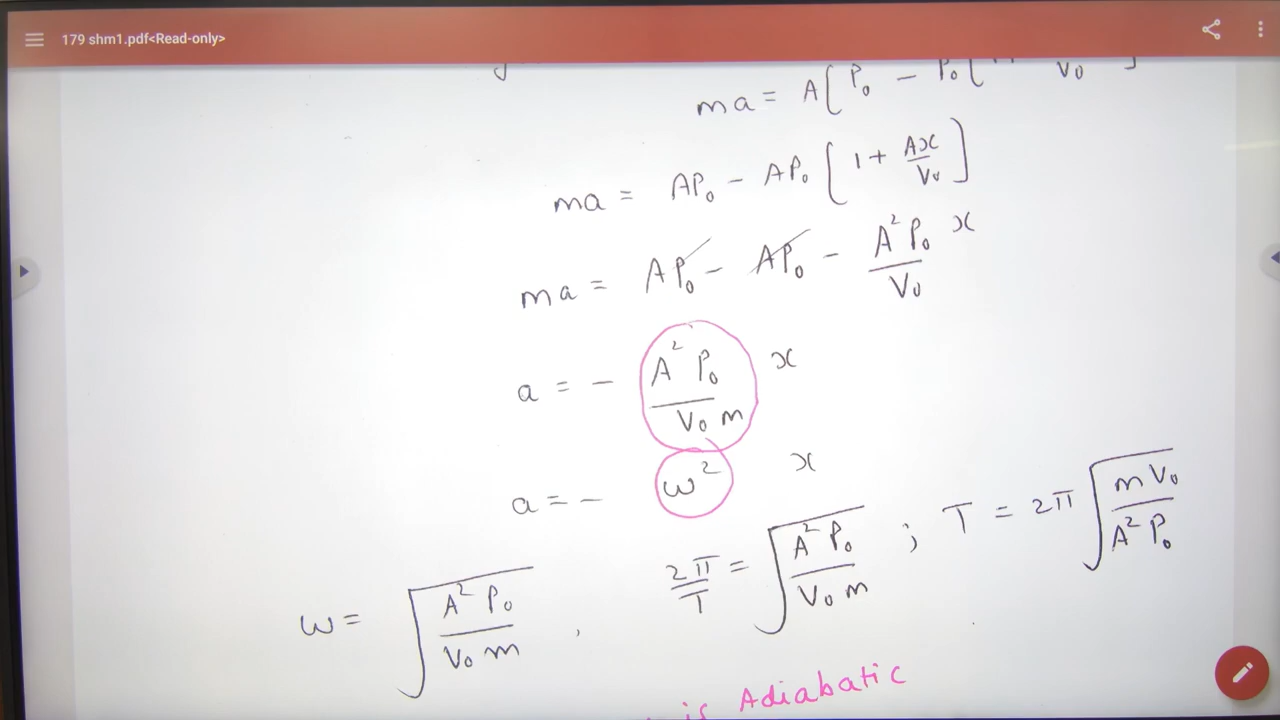 179 shm1.pdf<Read-only>
ma = A[P₀ − P₀[ V₀ ]
ma = AP₀ − AP₀ [1 + Ax/V₀]
ma = AP₀ − AP₀ − A²P₀/V₀ x
a = − A²P₀/V₀m x
a = − ω² x
ω = √(A²P₀/V₀m) , 2π/T = √(A²P₀/V₀m) ; T = 2π √(mV₀/A²P₀)
is Adiabatic